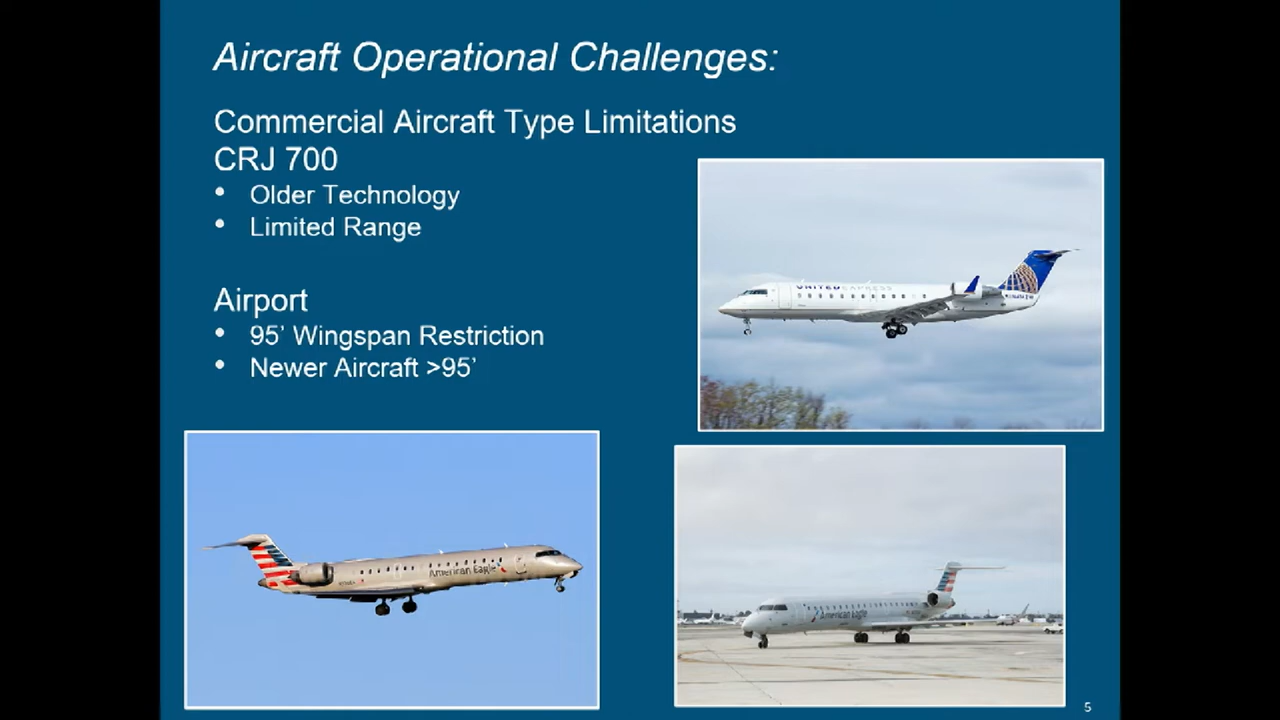 Aircraft Operational Challenges:
Commercial Aircraft Type Limitations
CRJ 700
• Older Technology
• Limited Range
Airport
• 95’ Wingspan Restriction
• Newer Aircraft >95’
UNITED EXPRESS
American Eagle
American Eagle
5